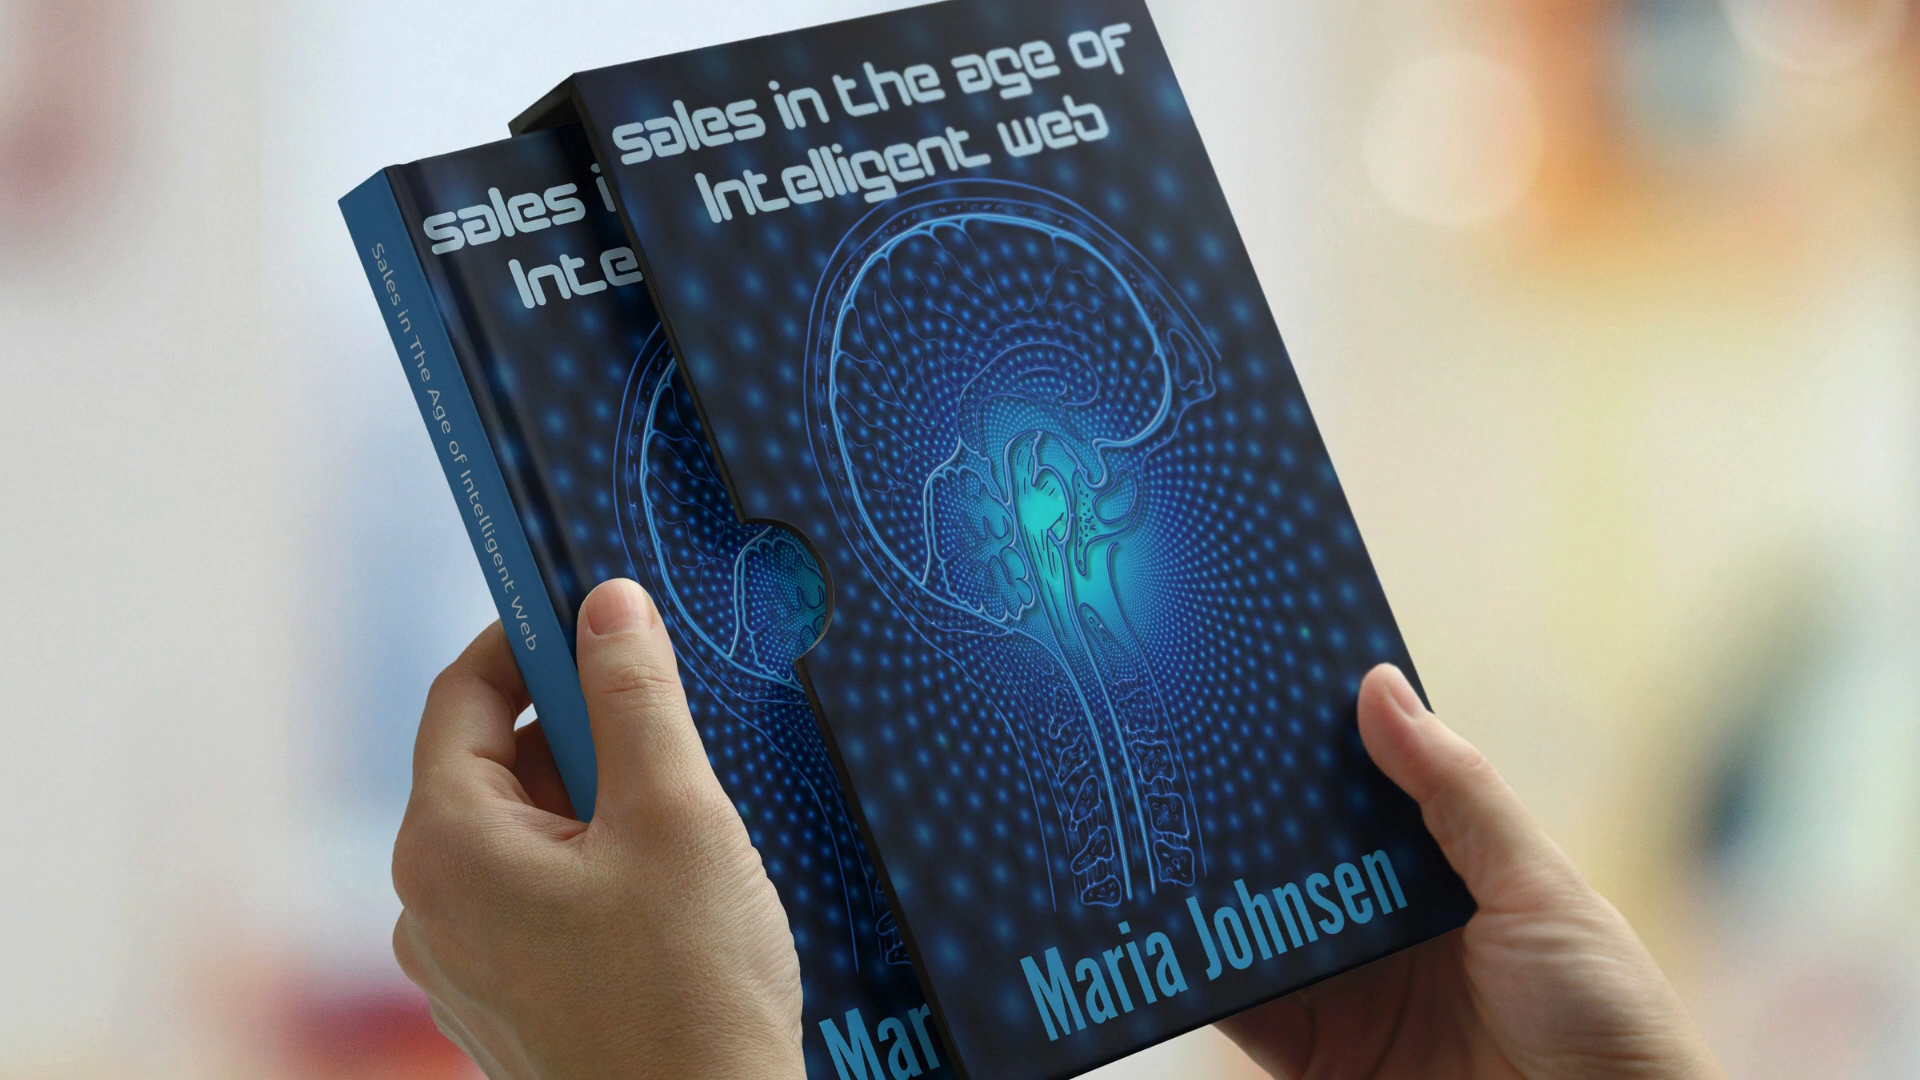 sales in the age of
Intelligent web
Maria Johnsen
sales i
Inte
Mar
Sales in The Age of Intelligent Web